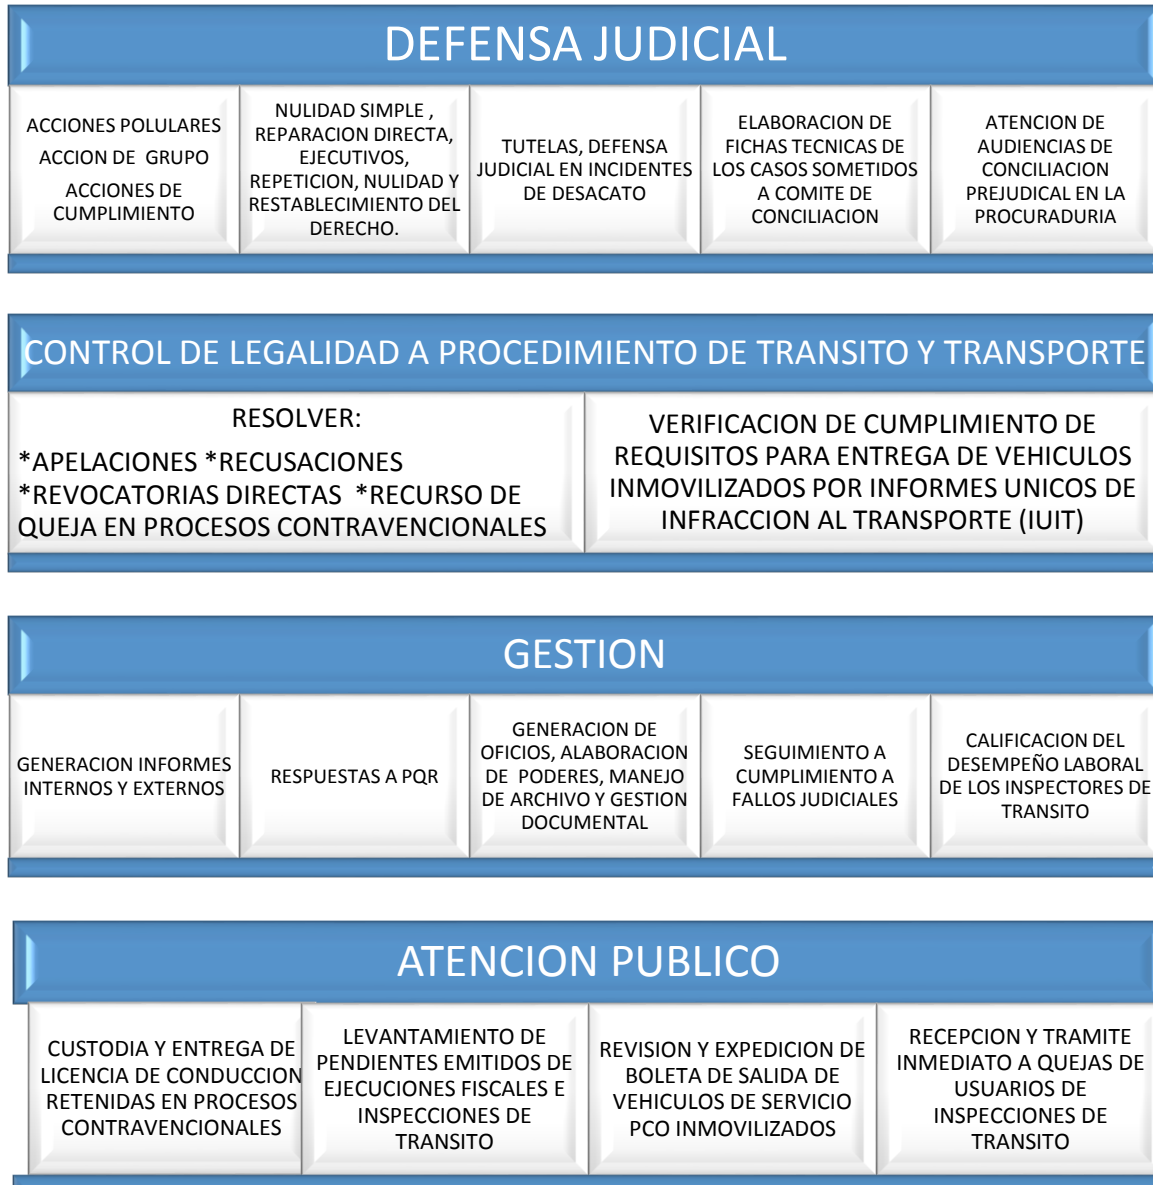 DEFENSA JUDICIAL
ACCIONES POLULARES
ACCION DE GRUPO
ACCIONES DE
CUMPLIMIENTO
NULIDAD SIMPLE ,
REPARACION DIRECTA,
EJECUTIVOS,
REPETICION, NULIDAD Y
RESTABLECIMIENTO DEL
DERECHO.
TUTELAS, DEFENSA
JUDICIAL EN INCIDENTES
DE DESACATO
ELABORACION DE
FICHAS TECNICAS DE
LOS CASOS SOMETIDOS
A COMITE DE
CONCILIACION
ATENCION DE
AUDIENCIAS DE
CONCILIACION
PREJUDICAL EN LA
PROCURADURIA
CONTROL DE LEGALIDAD A PROCEDIMIENTO DE TRANSITO Y TRANSPORTE
RESOLVER:
*APELACIONES *RECUSACIONES
*REVOCATORIAS DIRECTAS *RECURSO DE
QUEJA EN PROCESOS CONTRAVENCIONALES
VERIFICACION DE CUMPLIMIENTO DE
REQUISITOS PARA ENTREGA DE VEHICULOS
INMOVILIZADOS POR INFORMES UNICOS DE
INFRACCION AL TRANSPORTE (IUIT)
GESTION
GENERACION INFORMES
INTERNOS Y EXTERNOS
RESPUESTAS A PQR
GENERACION DE
OFICIOS, ALABORACION
DE PODERES, MANEJO
DE ARCHIVO Y GESTION
DOCUMENTAL
SEGUIMIENTO A
CUMPLIMIENTO A
FALLOS JUDICIALES
CALIFICACION DEL
DESEMPEÑO LABORAL
DE LOS INSPECTORES DE
TRANSITO
ATENCION PUBLICO
CUSTODIA Y ENTREGA DE
LICENCIA DE CONDUCCION
RETENIDAS EN PROCESOS
CONTRAVENCIONALES
LEVANTAMIENTO DE
PENDIENTES EMITIDOS DE
EJECUCIONES FISCALES E
INSPECCIONES DE
TRANSITO
REVISION Y EXPEDICION DE
BOLETA DE SALIDA DE
VEHICULOS DE SERVICIO
PCO INMOVILIZADOS
RECEPCION Y TRAMITE
INMEDIATO A QUEJAS DE
USUARIOS DE
INSPECCIONES DE
TRANSITO